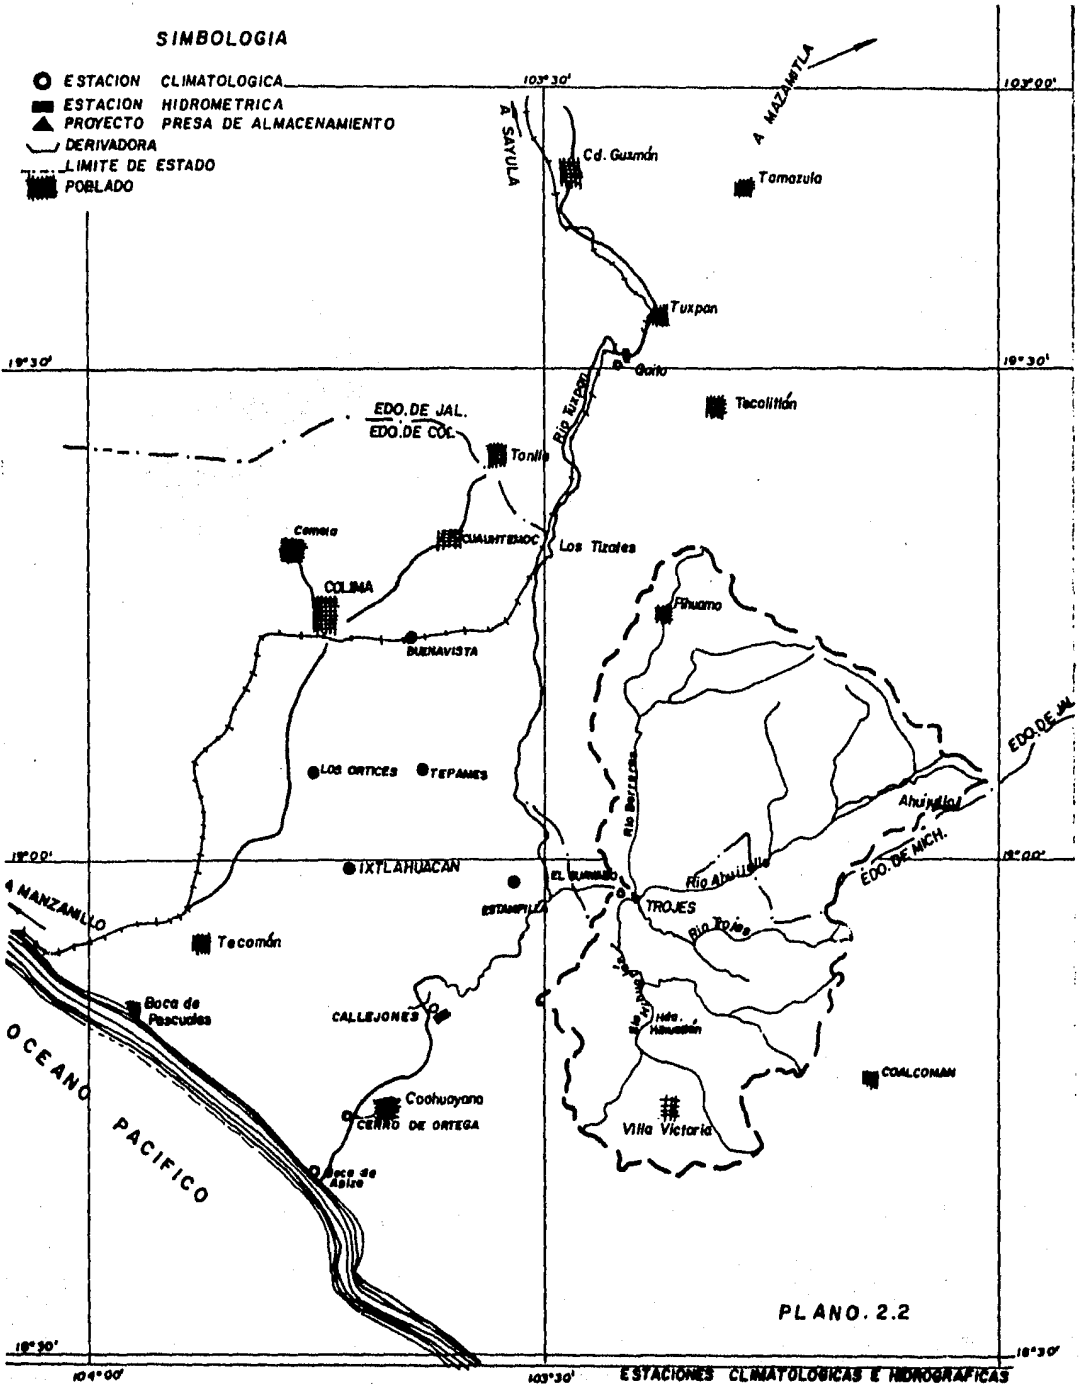 SIMBOLOGIA
ESTACION CLIMATOLOGICA
ESTACION HIDROMETRICA
PROYECTO PRESA DE ALMACENAMIENTO
DERIVADORA
LIMITE DE ESTADO
POBLADO
103°30'
103°00'
A MAZAMITLA
A SAYULA
Cd. Guzmán
Tamazula
Tuxpan
19°30'
19°30'
Rio Tuxpan
Tecolitlán
EDO. DE JAL.
EDO. DE COL.
Tonila
Comala
CUAUHTEMOC
Los Tizates
COLIMA
Pihuamo
BUENAVISTA
EDO. DE JAL
LOS ORTICES
TEPAMES
Rio Barreras
Ahuijullo
EDO. DE MICH.
19°00'
19°00'
IXTLAHUACAN
Rio Ahuijullo
A MANZANILLO
ESTAMPILLA
TROJES
Rio Trojes
Tecomán
Boca de
Pascuales
CALLEJONES
Hda.
OCEANO PACIFICO
COALCOMAN
Coahuayana
CERRO DE ORTEGA
Villa Victoria
Boca de
Apiza
PLANO. 2.2
18°30'
18°30'
104°00'
103°30'
ESTACIONES CLIMATOLOGICAS E HIDROGRAFICAS